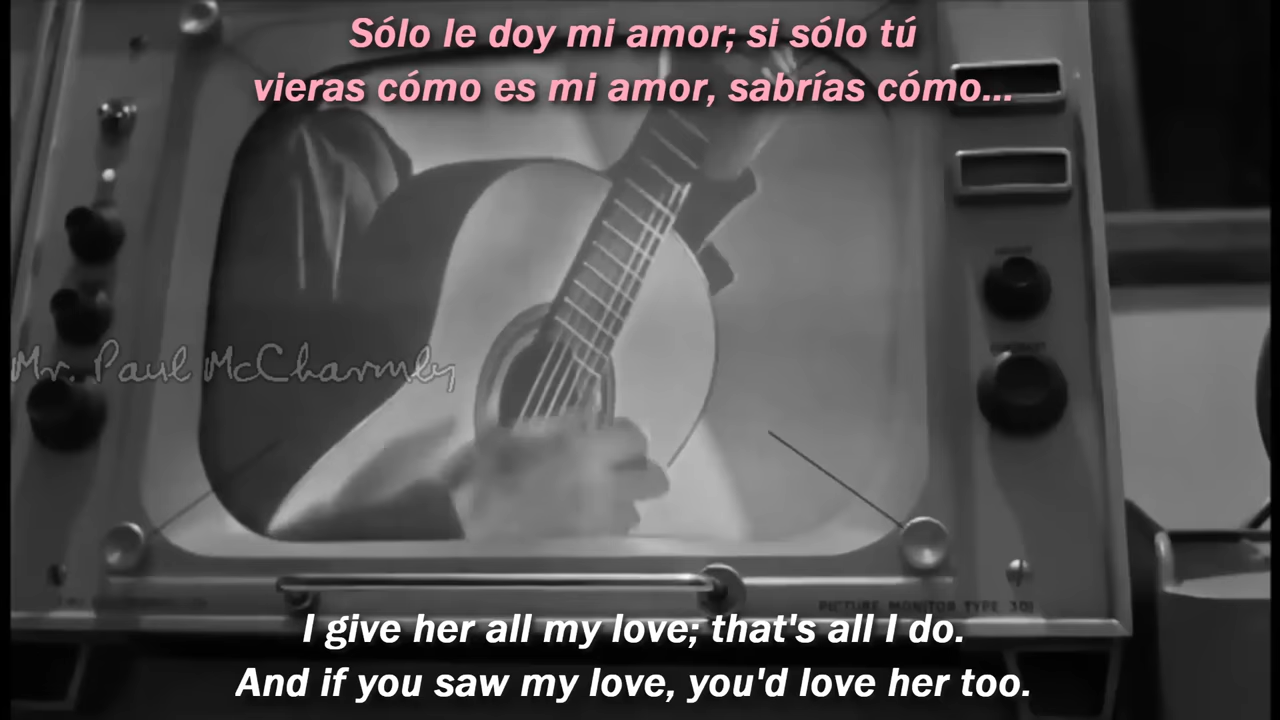 Sólo le doy mi amor; si sólo tú
vieras cómo es mi amor, sabrías cómo...
Mr. Paul McCharmly
PICTURE MONITOR TYPE 301
I give her all my love; that's all I do.
And if you saw my love, you'd love her too.